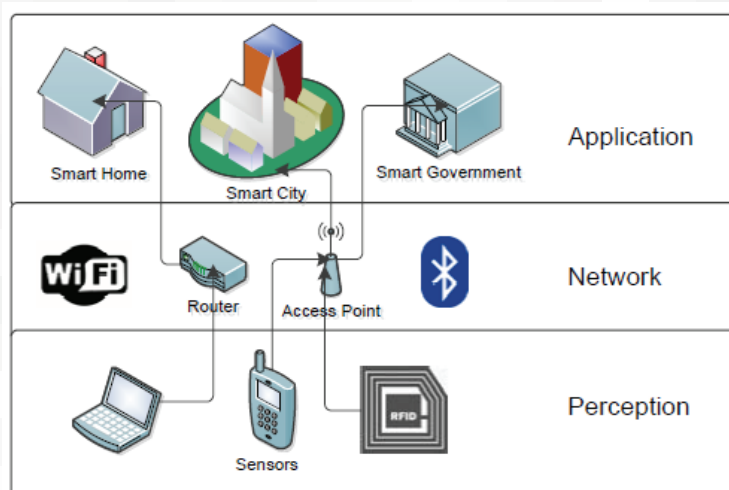 Smart Home
Smart City
Smart Government
Application
WiFi
Router
Access Point
Network
RFID
Sensors
Perception